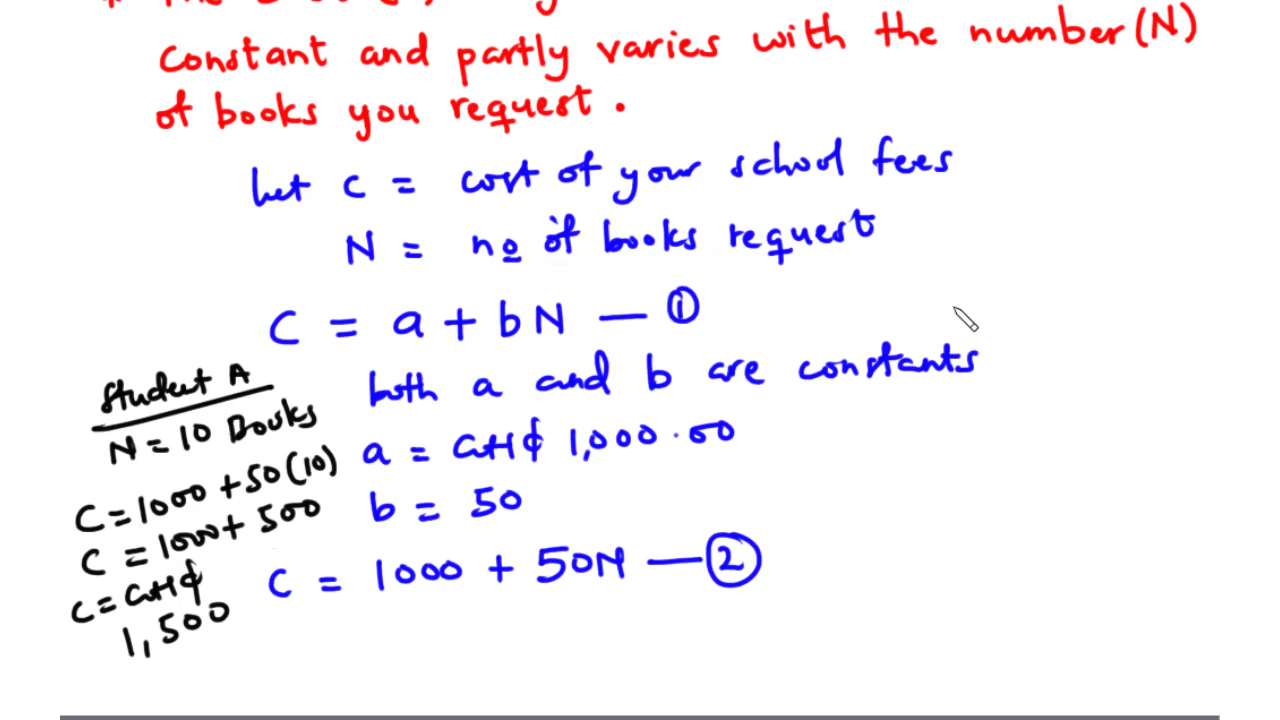 constant and partly varies with the number (N)
of books you request.
Let C = cost of your school fees
N = no of books request
C = a + bN — ①
both a and b are constants
a = GH¢ 1,000.00
b = 50
C = 1000 + 50N — ②
Student A
N = 10 Books
C = 1000 + 50(10)
C = 1000 + 500
C = GH¢
1,500